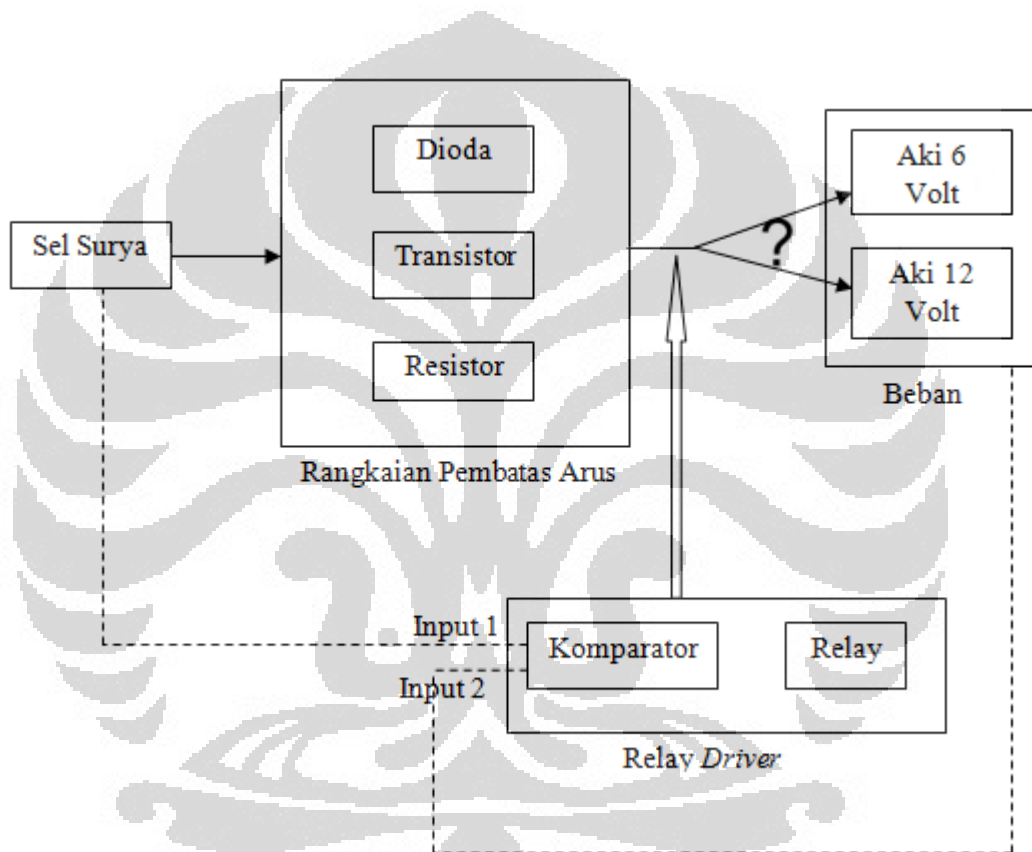 Dioda
Aki 6
Volt
Sel Surya
Transistor
?
Aki 12
Volt
Resistor
Beban
Rangkaian Pembatas Arus
Input 1
Komparator
Relay
Input 2
Relay Driver